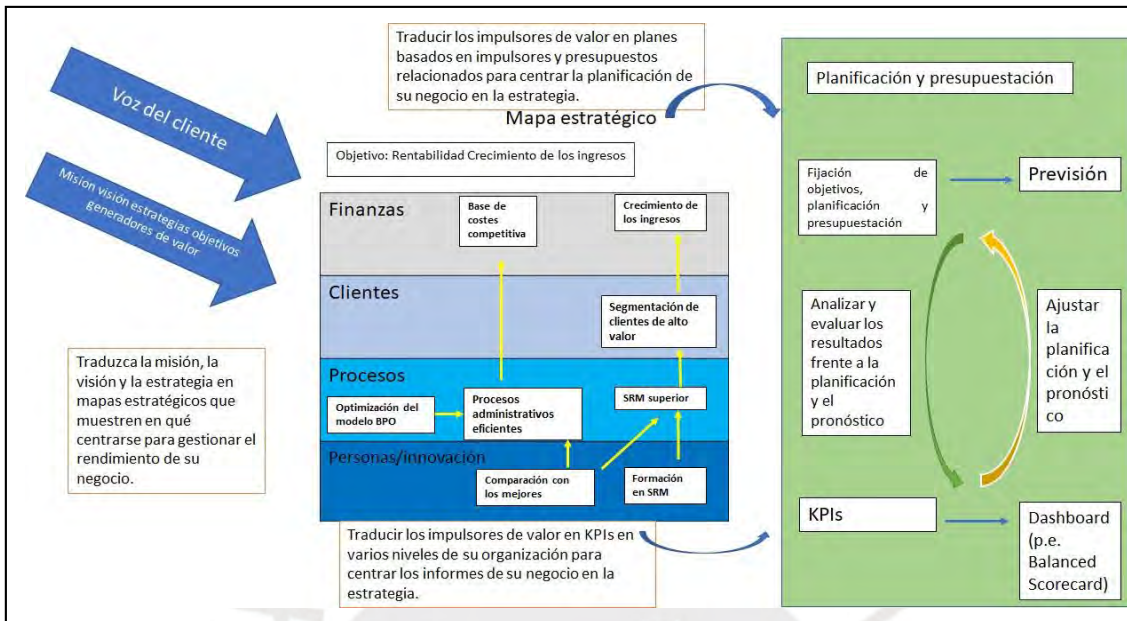 Traducir los impulsores de valor en planes
basados en impulsores y presupuestos
relacionados para centrar la planificación de
su negocio en la estrategia.
Voz del cliente
Mision visión estrategias objetivos
generadores de valor
Mapa estratégico
Objetivo: Rentabilidad Crecimiento de los ingresos
Finanzas
Base de
costes
competitiva
Crecimiento de
los ingresos
Clientes
Segmentación de
clientes de alto
valor
Procesos
Optimización del
modelo BPO
Procesos
administrativos
eficientes
SRM superior
Personas/innovación
Comparación con
los mejores
Formación
en SRM
Traduzca la misión, la
visión y la estrategia en
mapas estratégicos que
muestren en qué
centrarse para gestionar el
rendimiento de su
negocio.
Traducir los impulsores de valor en KPIs en
varios niveles de su organización para
centrar los informes de su negocio en la
estrategia.
Planificación y presupuestación
Fijación de
objetivos,
planificación y
presupuestación
Previsión
Analizar y
evaluar los
resultados
frente a la
planificación
y el
pronóstico
Ajustar
la
planifica
ción y el
pronósti
co
KPIs
Dashboard
(p.e.
Balanced
Scorecard)